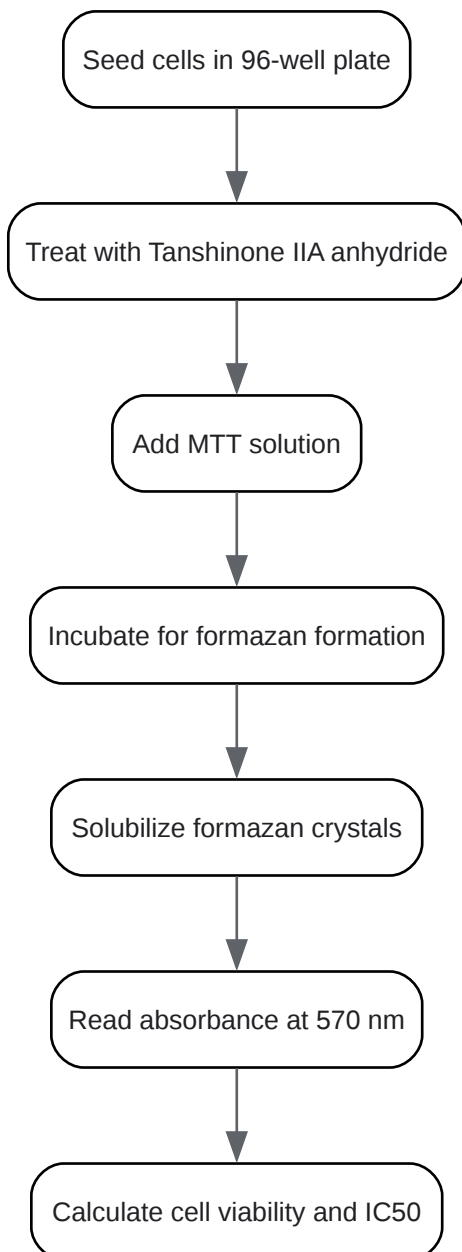 Seed cells in 96-well plate
Treat with Tanshinone IIA anhydride
Add MTT solution
Incubate for formazan formation
Solubilize formazan crystals
Read absorbance at 570 nm
Calculate cell viability and IC50